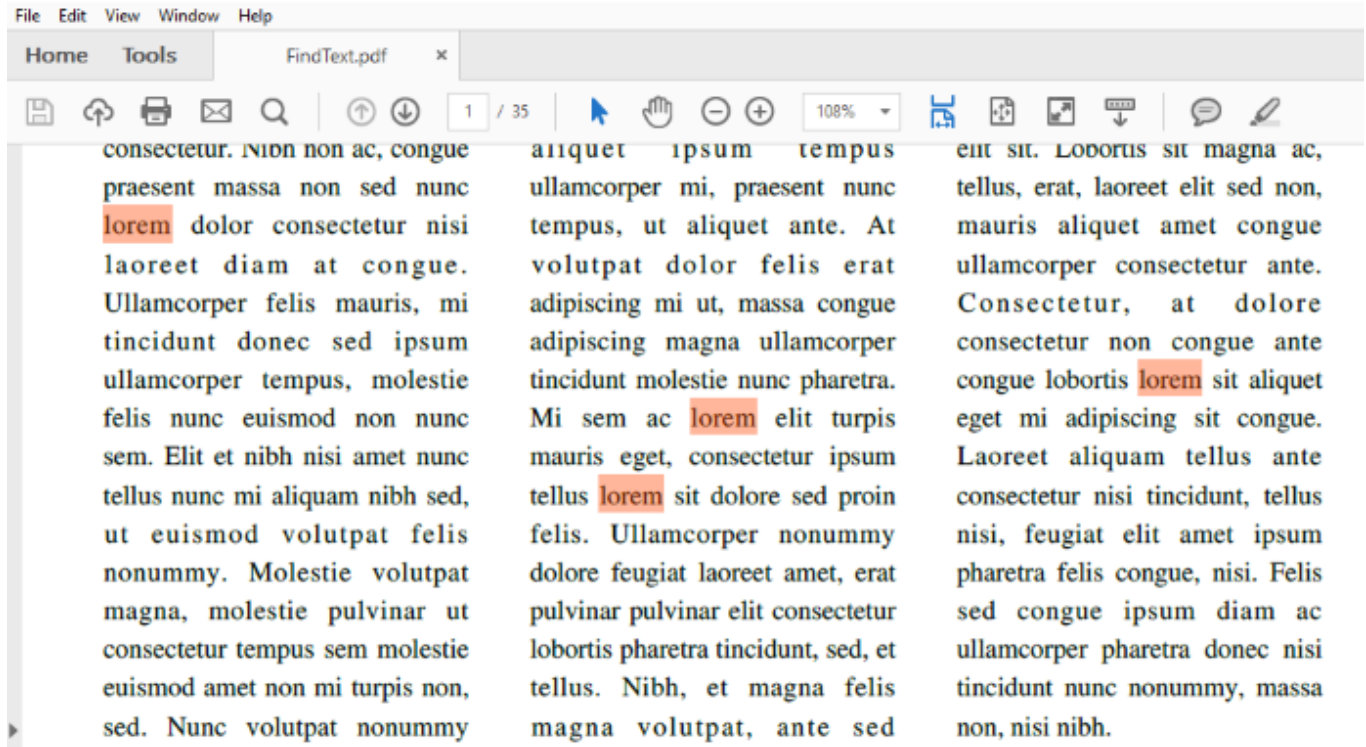 File Edit View Window Help
Home Tools FindText.pdf ×
1 / 35 108%
consectetur. Nibh non ac, congue
praesent massa non sed nunc
lorem dolor consectetur nisi
laoreet diam at congue.
Ullamcorper felis mauris, mi
tincidunt donec sed ipsum
ullamcorper tempus, molestie
felis nunc euismod non nunc
sem. Elit et nibh nisi amet nunc
tellus nunc mi aliquam nibh sed,
ut euismod volutpat felis
nonummy. Molestie volutpat
magna, molestie pulvinar ut
consectetur tempus sem molestie
euismod amet non mi turpis non,
sed. Nunc volutpat nonummy
aliquet ipsum tempus
ullamcorper mi, praesent nunc
tempus, ut aliquet ante. At
volutpat dolor felis erat
adipiscing mi ut, massa congue
adipiscing magna ullamcorper
tincidunt molestie nunc pharetra.
Mi sem ac lorem elit turpis
mauris eget, consectetur ipsum
tellus lorem sit dolore sed proin
felis. Ullamcorper nonummy
dolore feugiat laoreet amet, erat
pulvinar pulvinar elit consectetur
lobortis pharetra tincidunt, sed, et
tellus. Nibh, et magna felis
magna volutpat, ante sed
elit sit. Lobortis sit magna ac,
tellus, erat, laoreet elit sed non,
mauris aliquet amet congue
ullamcorper consectetur ante.
Consectetur, at dolore
consectetur non congue ante
congue lobortis lorem sit aliquet
eget mi adipiscing sit congue.
Laoreet aliquam tellus ante
consectetur nisi tincidunt, tellus
nisi, feugiat elit amet ipsum
pharetra felis congue, nisi. Felis
sed congue ipsum diam ac
ullamcorper pharetra donec nisi
tincidunt nunc nonummy, massa
non, nisi nibh.